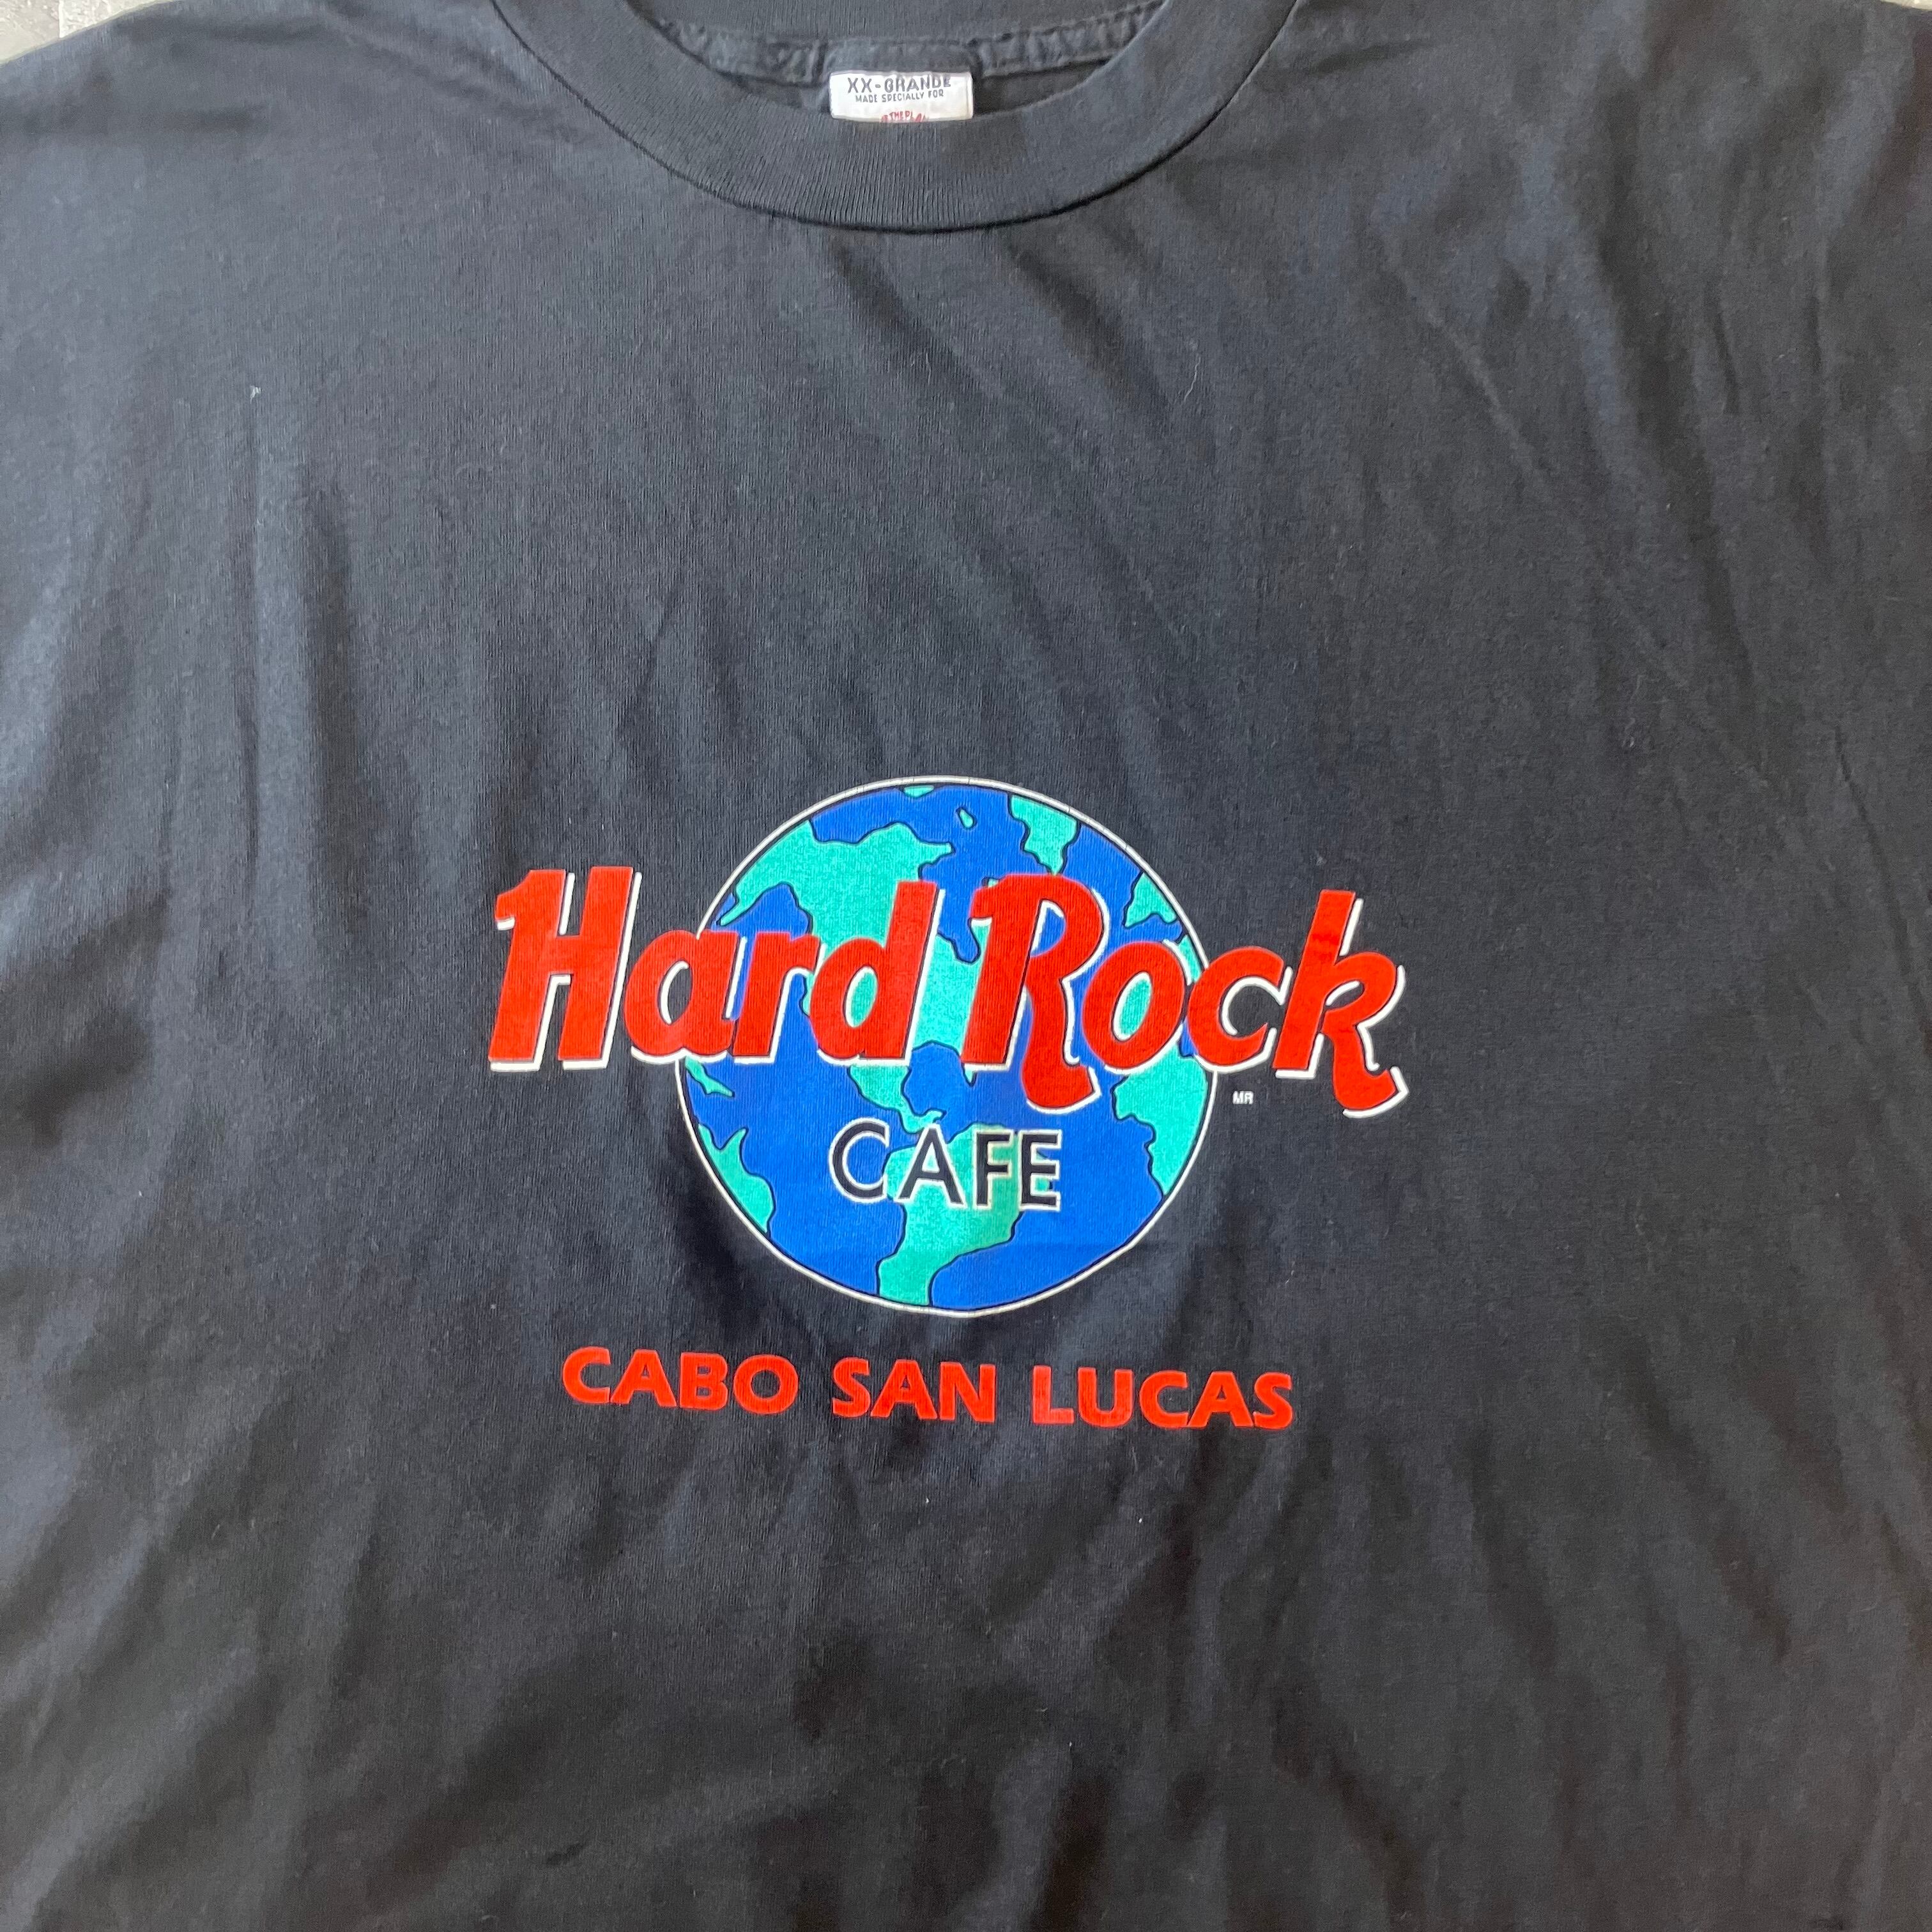 XX-GRANDE
MADE SPECIALLY FOR
Hard Rock
MR
CAFE
CABO SAN LUCAS